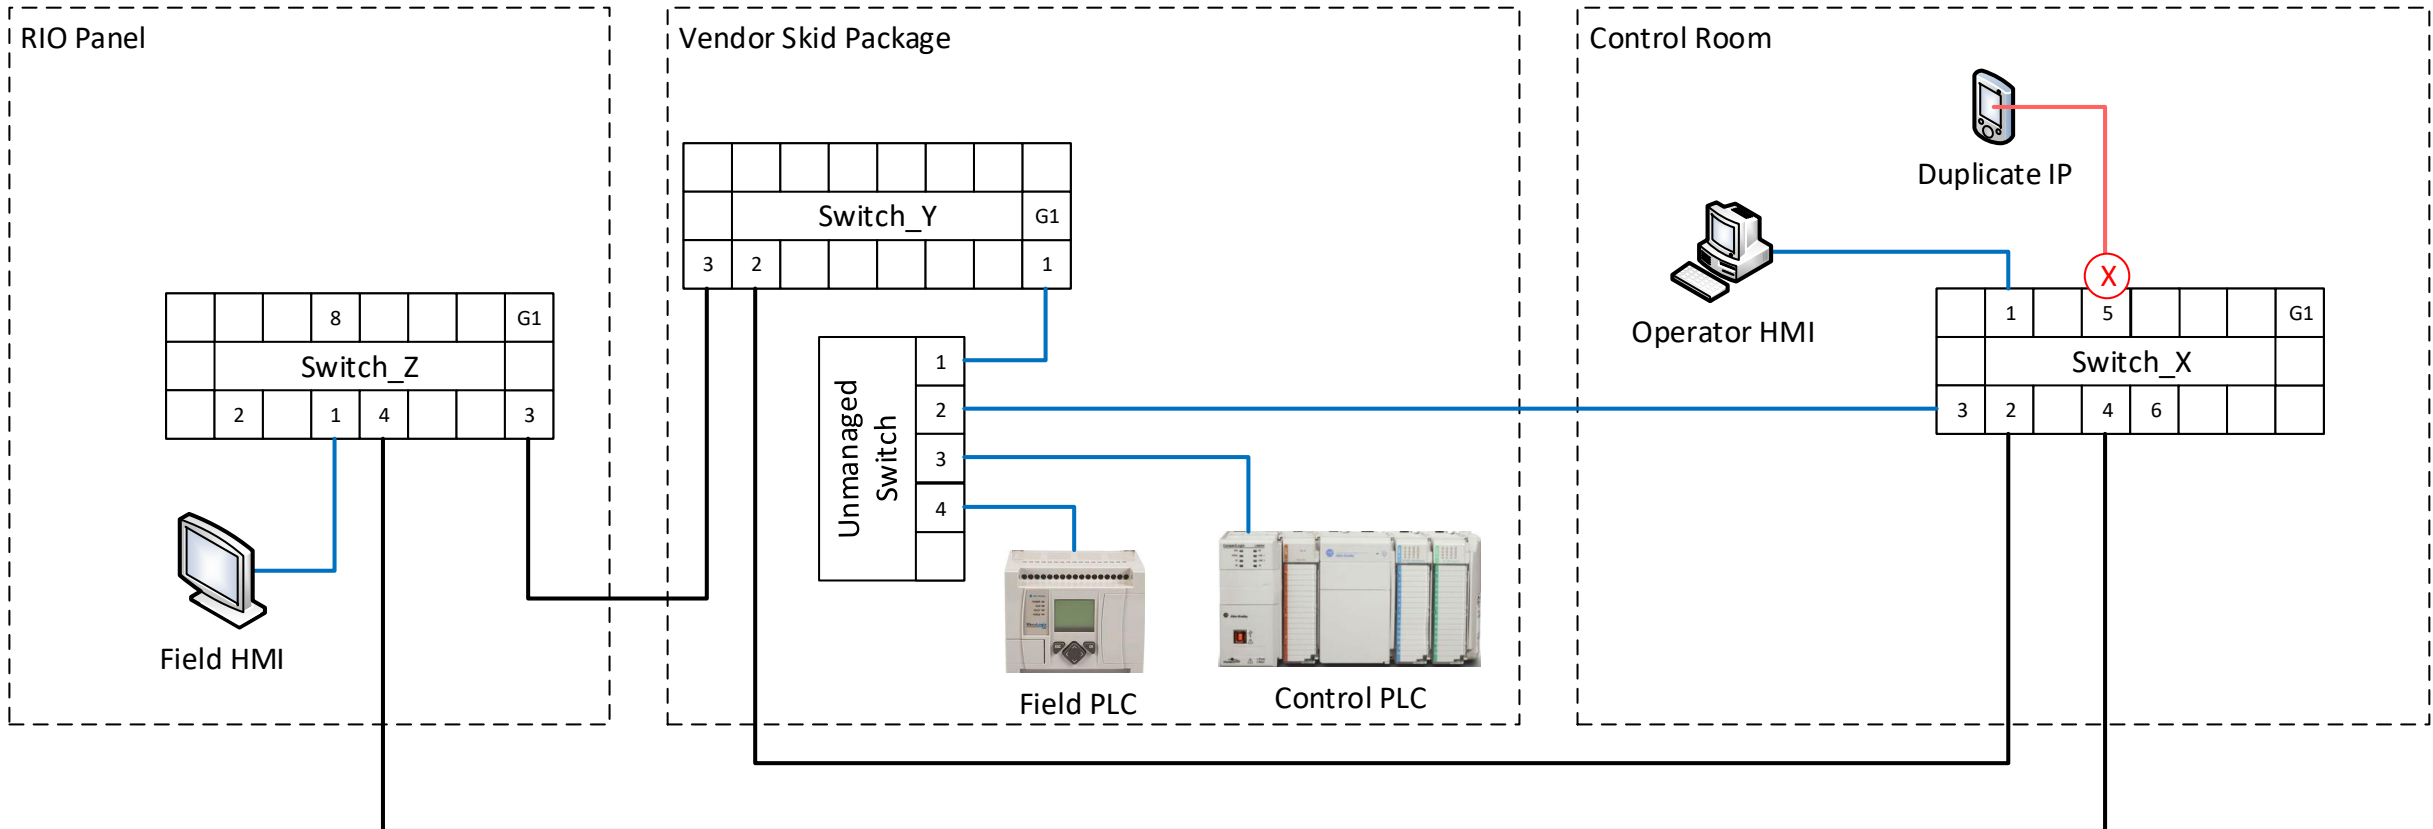 RIO Panel
Vendor Skid Package
Control Room
Duplicate IP
Operator HMI
Switch_Y
G1
3 2 1
8 G1
Switch_Z
2 1 4 3
Unmanaged
Switch
1
2
3
4
X
1 5 G1
Switch_X
3 2 4 6
Field HMI
Field PLC
Control PLC